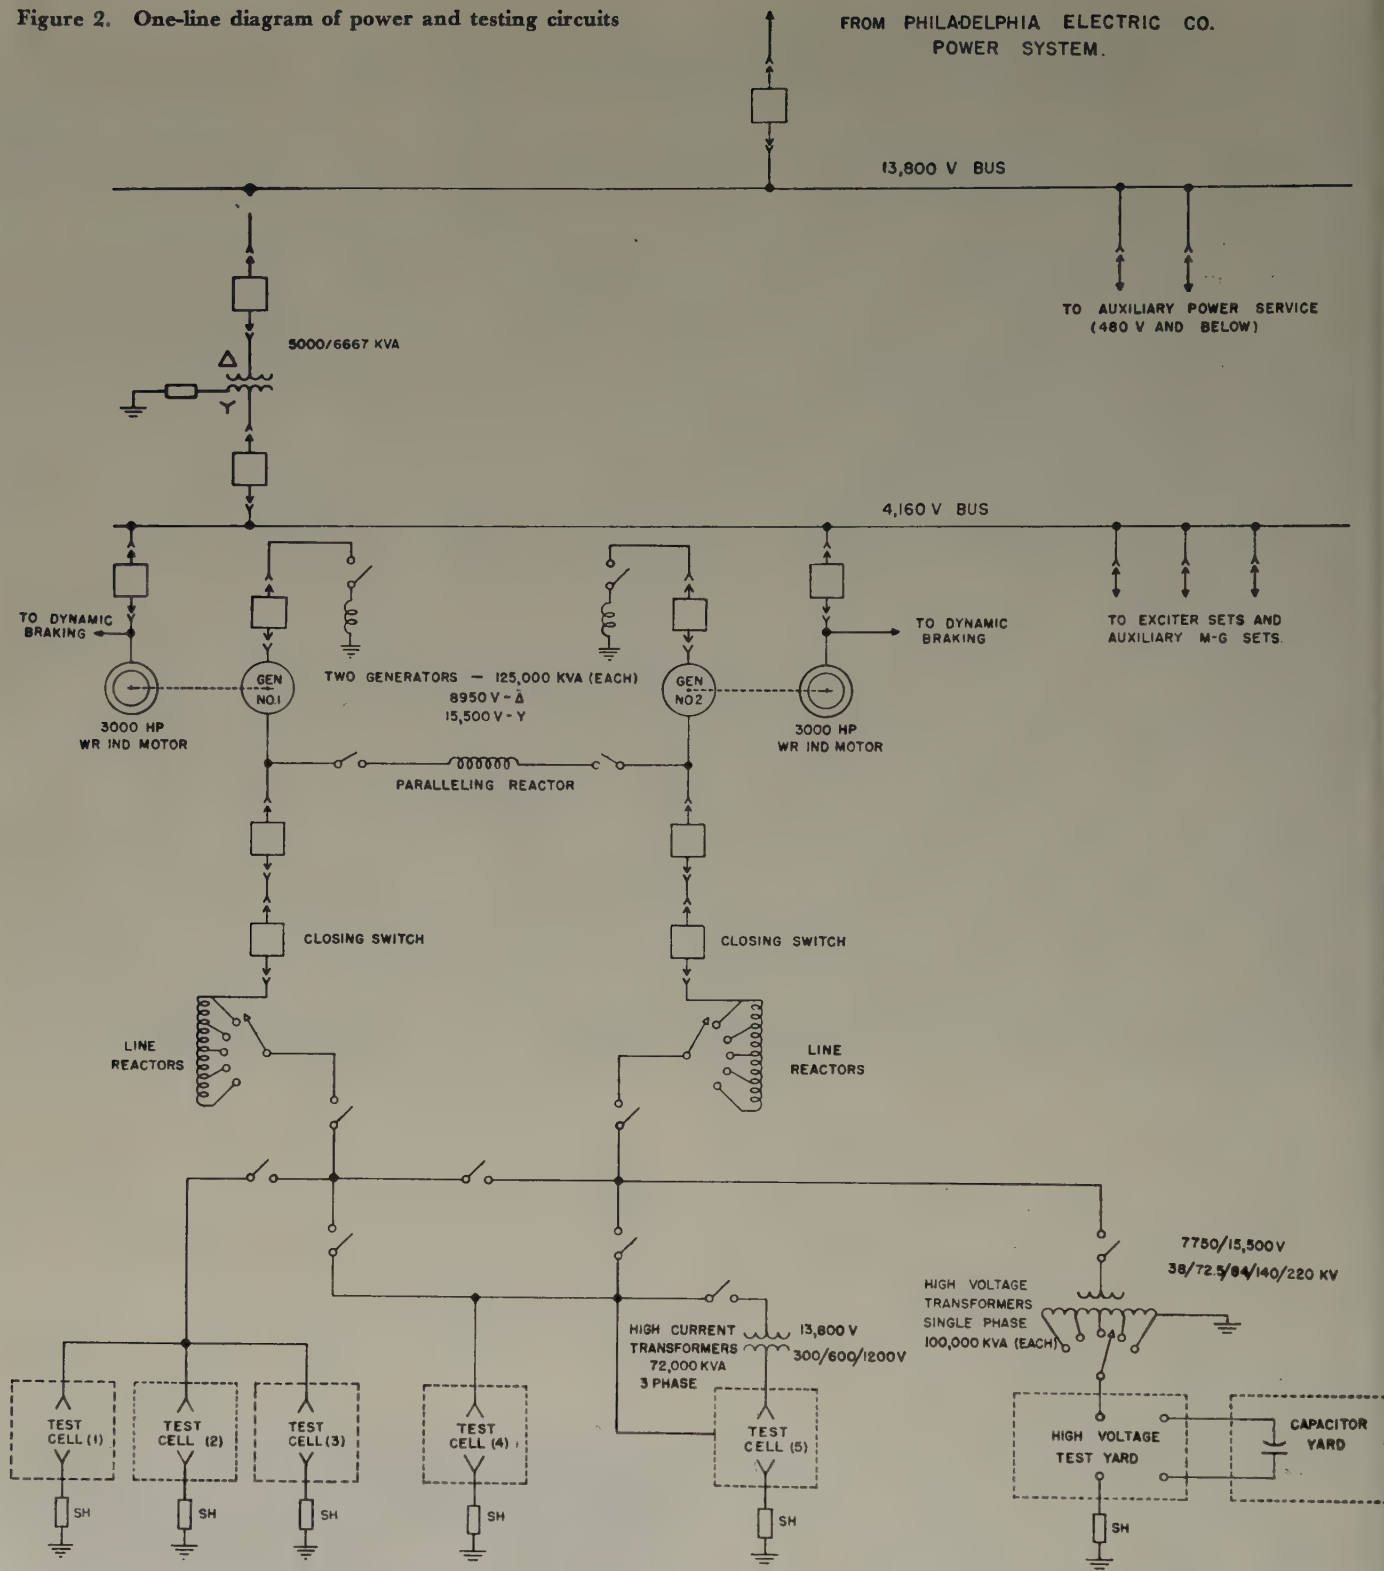 Figure 2. One-line diagram of power and testing circuits
FROM PHILADELPHIA ELECTRIC CO.
POWER SYSTEM.
13,800 V BUS
TO AUXILIARY POWER SERVICE
(480 V AND BELOW)
5000/6667 KVA
Δ
Y
4,160 V BUS
TO DYNAMIC
BRAKING
TO DYNAMIC
BRAKING
TO EXCITER SETS AND
AUXILIARY M-G SETS.
GEN
NO.1
TWO GENERATORS — 125,000 KVA (EACH)
8950 V - Δ
15,500 V - Y
GEN
NO2
3000 HP
WR IND MOTOR
3000 HP
WR IND MOTOR
PARALLELING REACTOR
CLOSING SWITCH
CLOSING SWITCH
LINE
REACTORS
LINE
REACTORS
7750/15,500 V
38/72.5/84/140/220 KV
HIGH VOLTAGE
TRANSFORMERS
SINGLE PHASE
100,000 KVA (EACH)
HIGH CURRENT
TRANSFORMERS
72,000 KVA
3 PHASE
13,800 V
300/600/1200V
TEST
CELL (1)
TEST
CELL (2)
TEST
CELL (3)
TEST
CELL (4)
TEST
CELL (5)
HIGH VOLTAGE
TEST YARD
CAPACITOR
YARD
SH
SH
SH
SH
SH
SH